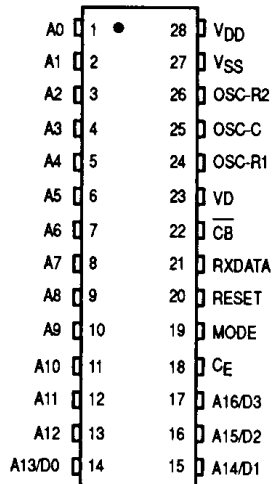 A0 1 28 VDD
A1 2 27 VSS
A2 3 26 OSC-R2
A3 4 25 OSC-C
A4 5 24 OSC-R1
A5 6 23 VD
A6 7 22 C̅B̅
A7 8 21 RXDATA
A8 9 20 RESET
A9 10 19 MODE
A10 11 18 CE
A11 12 17 A16/D3
A12 13 16 A15/D2
A13/D0 14 15 A14/D1